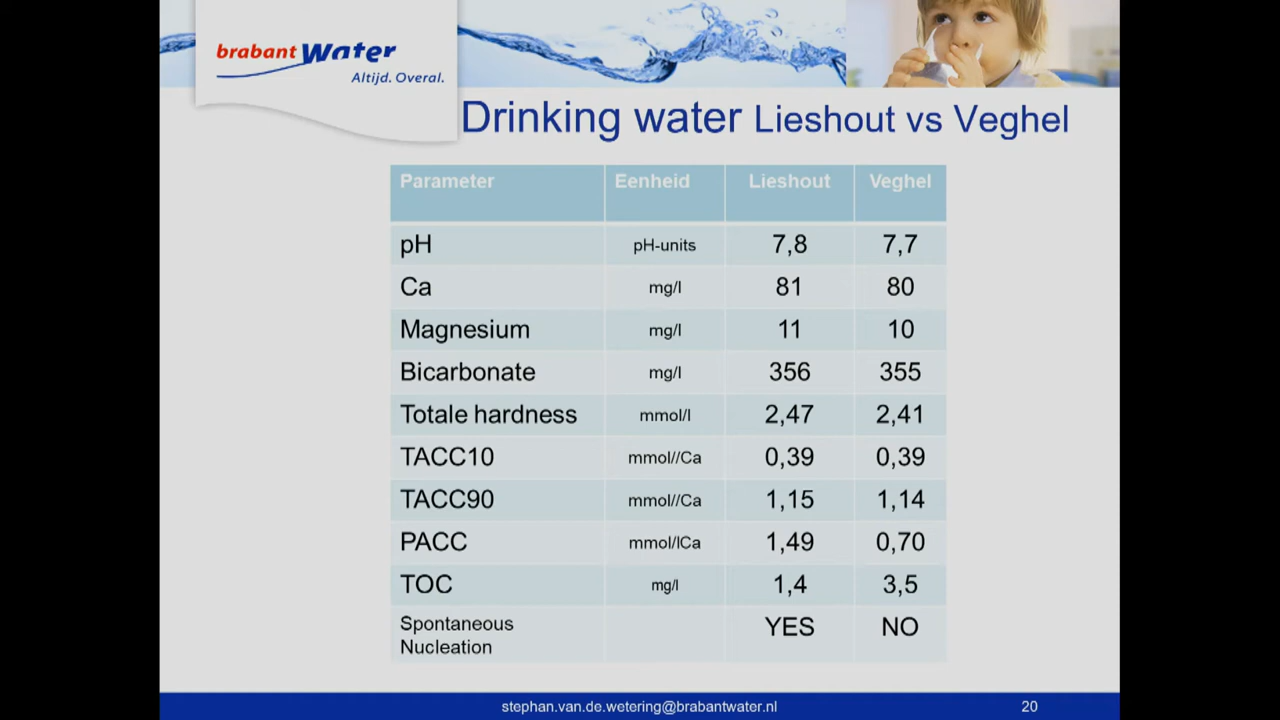 brabant Water
Altijd. Overal.
Drinking water Lieshout vs Veghel
Parameter Eenheid Lieshout Veghel
pH pH-units 7,8 7,7
Ca mg/l 81 80
Magnesium mg/l 11 10
Bicarbonate mg/l 356 355
Totale hardness mmol/l 2,47 2,41
TACC10 mmol//Ca 0,39 0,39
TACC90 mmol//Ca 1,15 1,14
PACC mmol/lCa 1,49 0,70
TOC mg/l 1,4 3,5
Spontaneous
Nucleation YES NO
stephan.van.de.wetering@brabantwater.nl 20